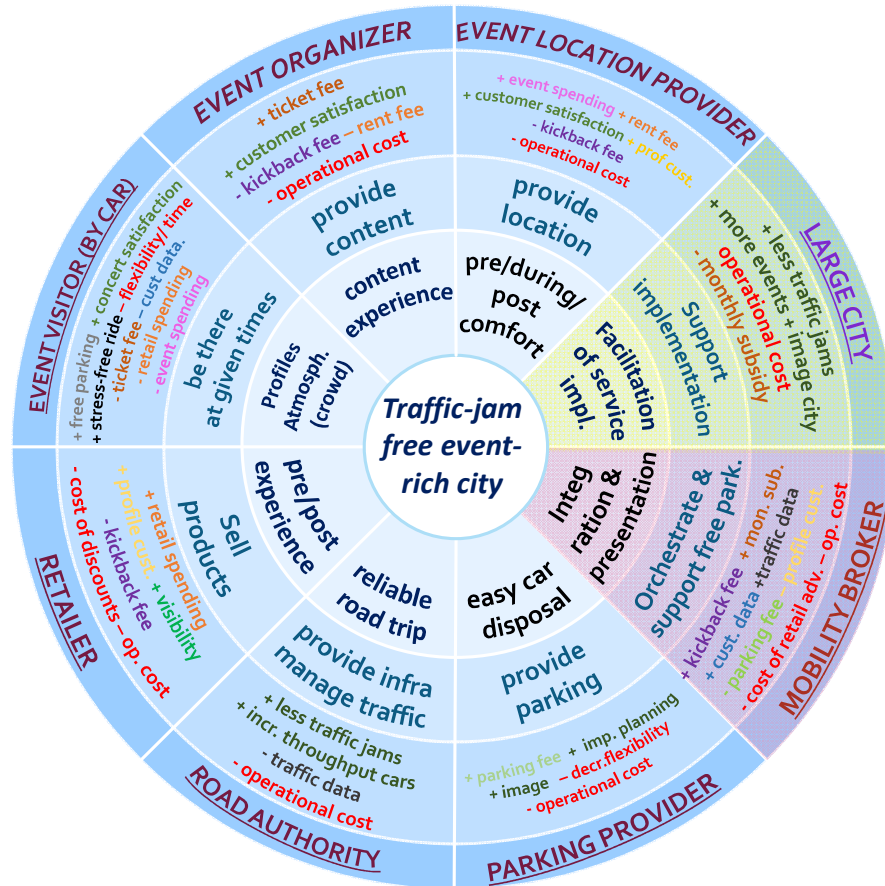 Traffic-jam
free event-
rich city
EVENT ORGANIZER
+ ticket fee
+ customer satisfaction
- kickback fee – rent fee
- operational cost
provide
content
content
experience
EVENT LOCATION PROVIDER
+ event spending + rent fee
+ customer satisfaction + prof cust.
- kickback fee
- operational cost
provide
location
pre/during/
post
comfort
LARGE CITY
+ less traffic jams
+ more events + image city
operational cost
- monthly subsidy
Support
implementation
Facilitation
of service
impl.
MOBILITY BROKER
+ kickback fee + mon. sub.
+ cust. data +traffic data
- parking fee – profile cust.
- cost of retail adv. – op. cost
Orchestrate &
support free park.
Integ
ration &
presentation
PARKING PROVIDER
+ parking fee + imp. planning
+ image – decr.flexibility
- operational cost
provide
parking
easy car
disposal
ROAD AUTHORITY
+ less traffic jams
+ incr. throughput cars
- traffic data
- operational cost
provide infra
manage traffic
reliable
road trip
RETAILER
+ retail spending
+ profile cust. + visibility
- kickback fee
- cost of discounts – op. cost
Sell
products
pre/post
experience
EVENT VISITOR (BY CAR)
+ free parking + concert satisfaction
+ stress-free ride – flexibility/ time
- ticket fee – cust data.
- retail spending
- event spending
be there
at given times
Profiles
Atmosph.
(crowd)